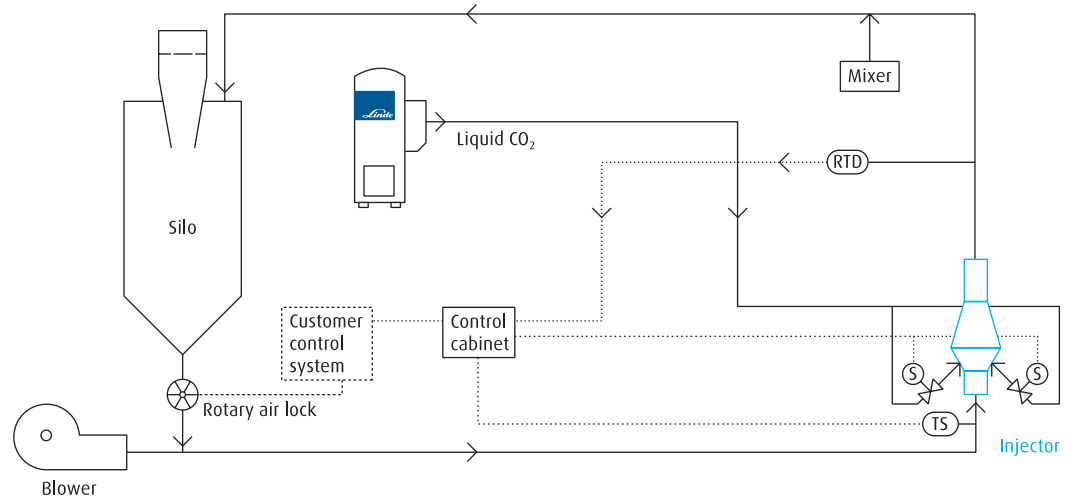 Mixer
Linde
Liquid CO₂
RTD
Silo
Customer
control
system
Control
cabinet
S
S
Rotary air lock
TS
Injector
Blower